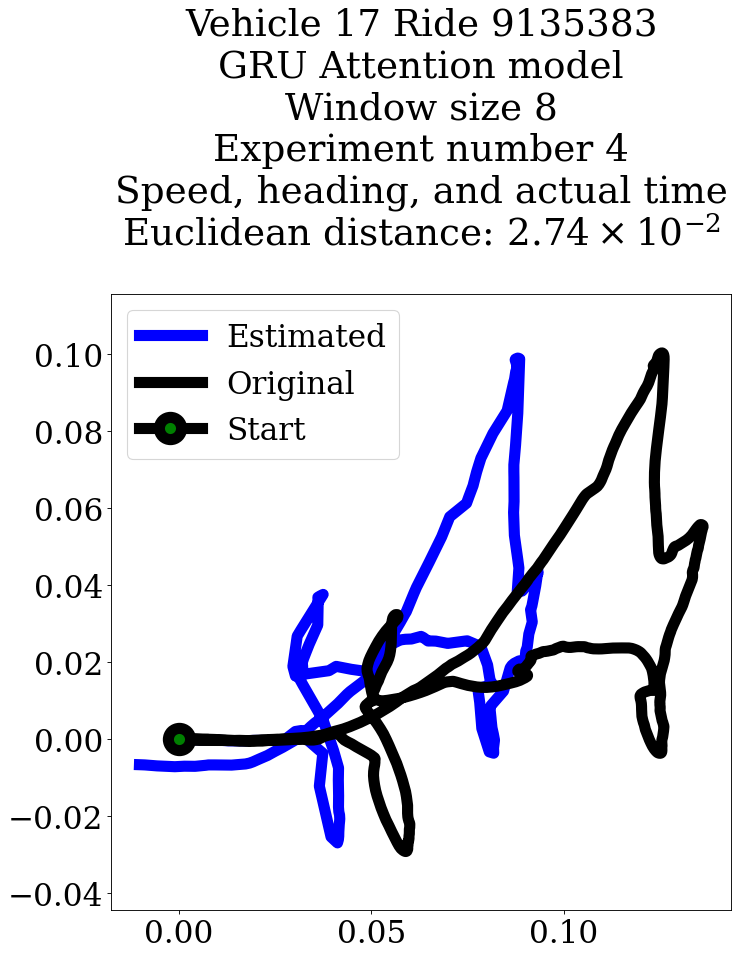 Vehicle 17 Ride 9135383
GRU Attention model
Window size 8
Experiment number 4
Speed, heading, and actual time
Euclidean distance: 2.74 × 10⁻²
Estimated
Original
Start
0.10
0.08
0.06
0.04
0.02
0.00
−0.02
−0.04
0.00 0.05 0.10